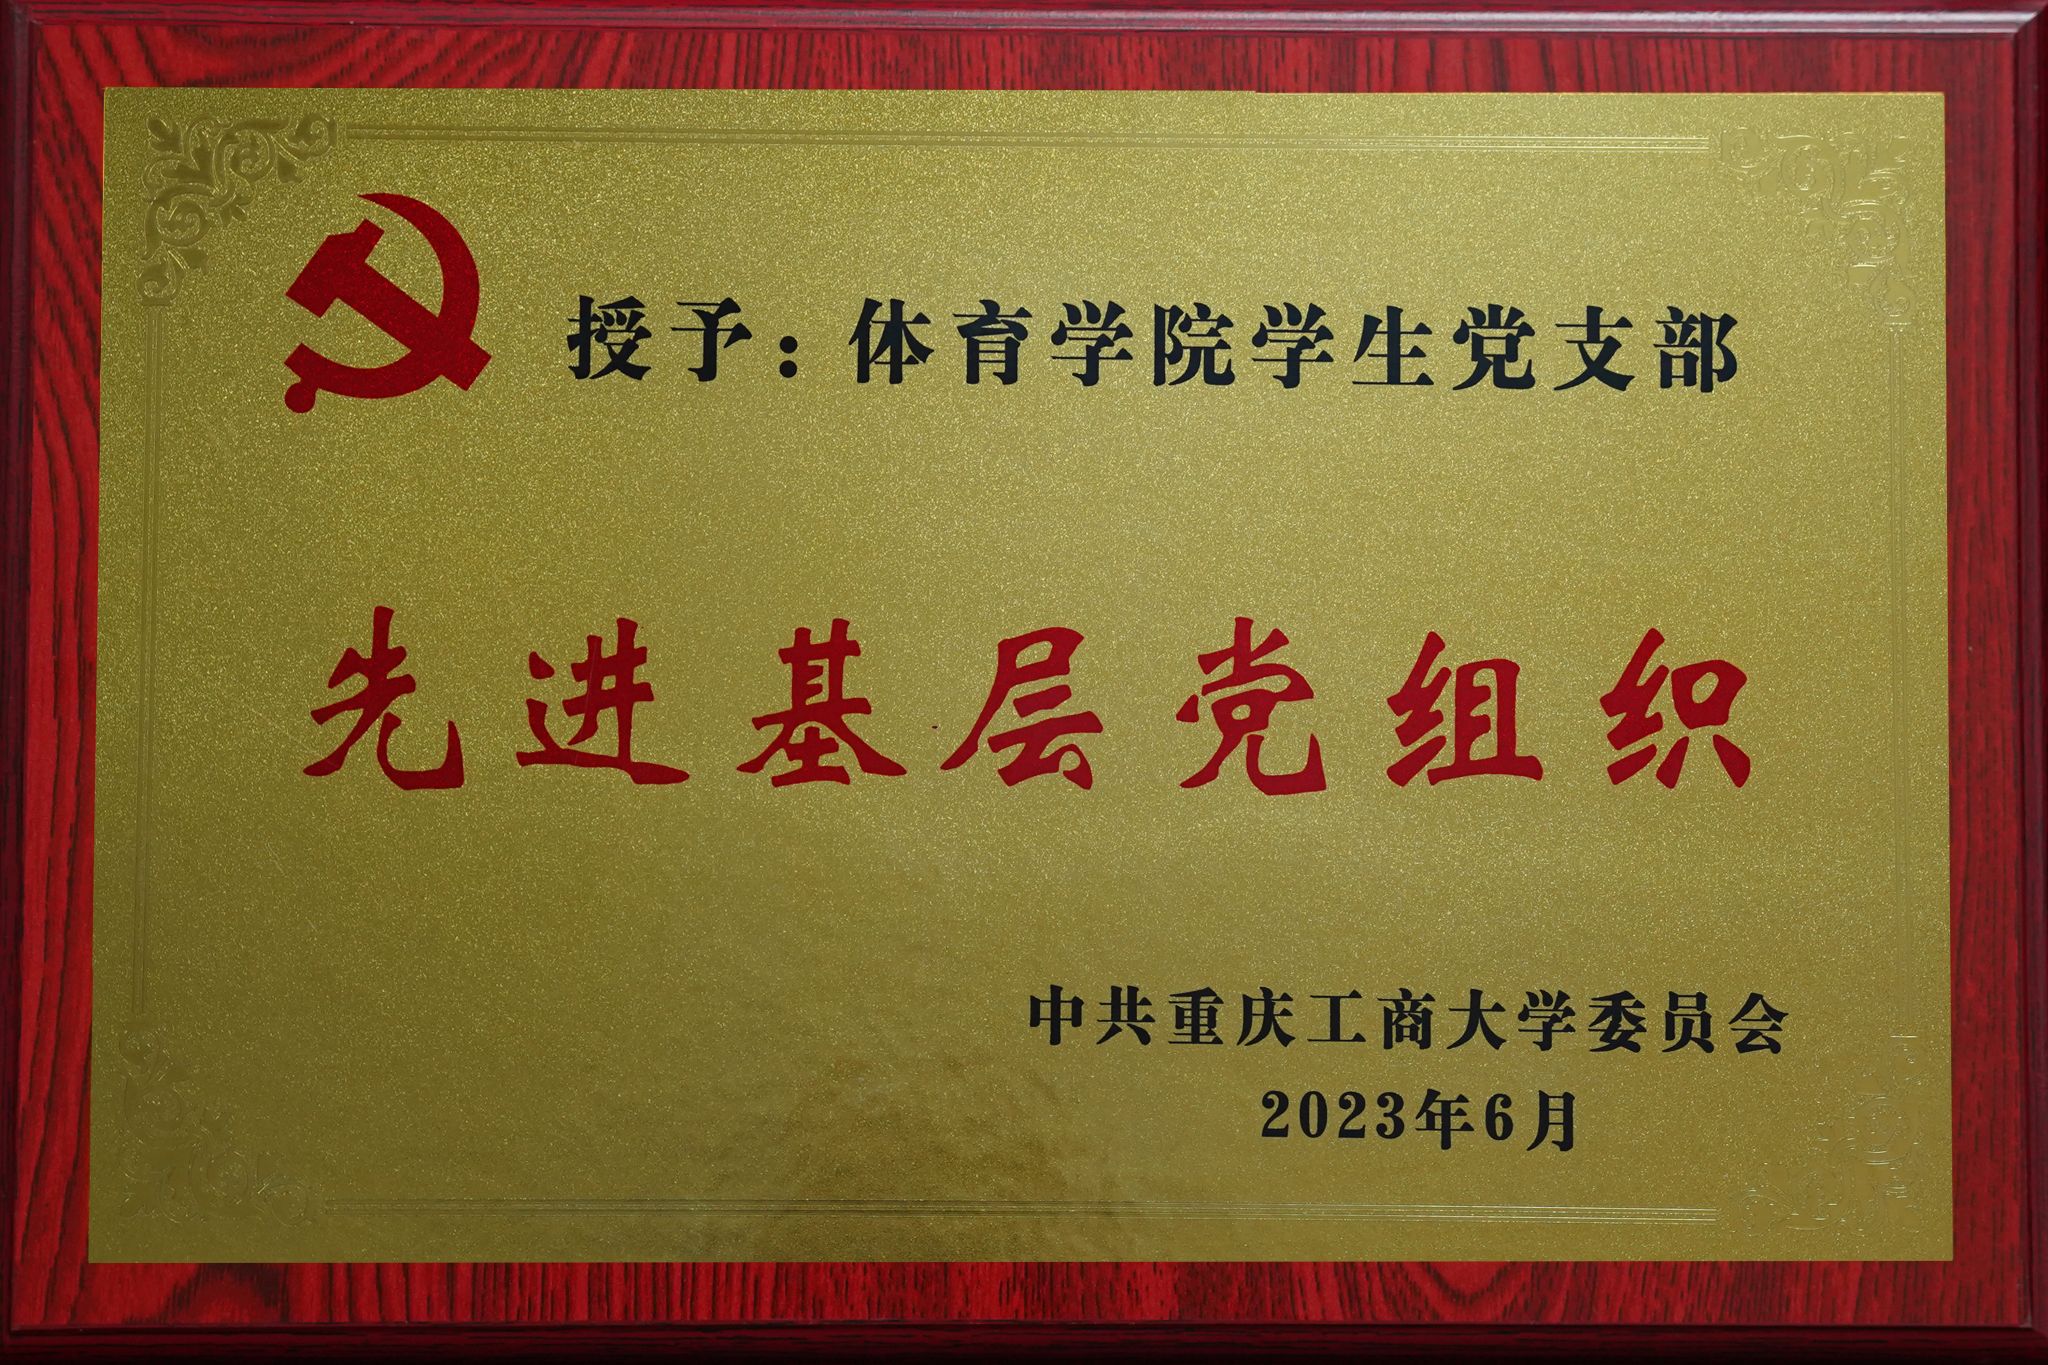 授予：体育学院学生党支部
先进基层党组织
中共重庆工商大学委员会
2023年6月